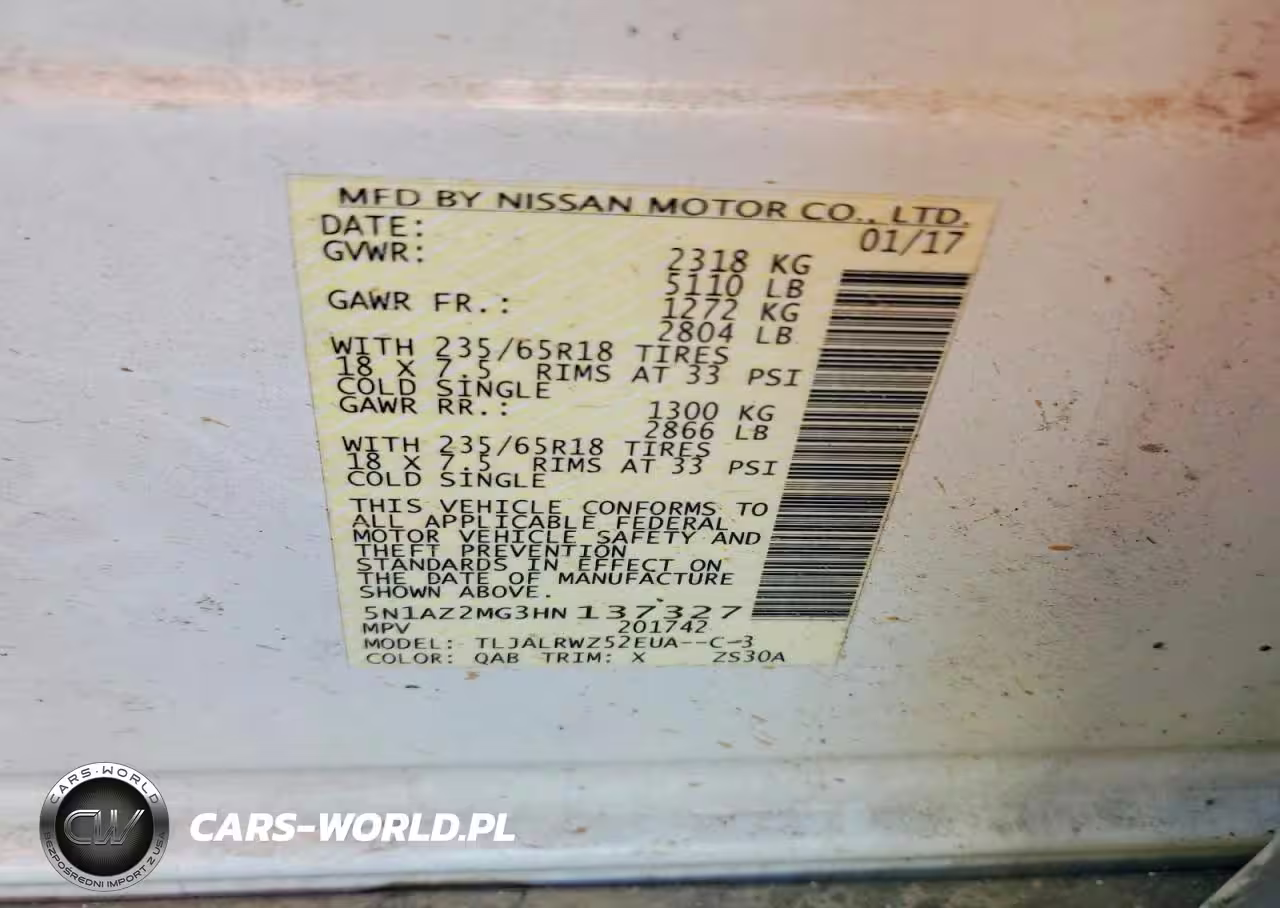 MFD BY NISSAN MOTOR CO., LTD.
DATE: 01/17
GVWR: 2318 KG
5110 LB
GAWR FR.: 1272 KG
2804 LB
WITH 235/65R18 TIRES
18 X 7.5 RIMS AT 33 PSI
COLD SINGLE
GAWR RR.: 1300 KG
2866 LB
WITH 235/65R18 TIRES
18 X 7.5 RIMS AT 33 PSI
COLD SINGLE
THIS VEHICLE CONFORMS TO
ALL APPLICABLE FEDERAL
MOTOR VEHICLE SAFETY AND
THEFT PREVENTION
STANDARDS IN EFFECT ON
THE DATE OF MANUFACTURE
SHOWN ABOVE.
5N1AZ2MG3HN137327
MPV 201742
MODEL: TLJALRWZ52EUA--C-3
COLOR: QAB TRIM: X ZS30A
CARS-WORLD
CW
BEZPOŚREDNI IMPORT Z USA
CARS-WORLD.PL